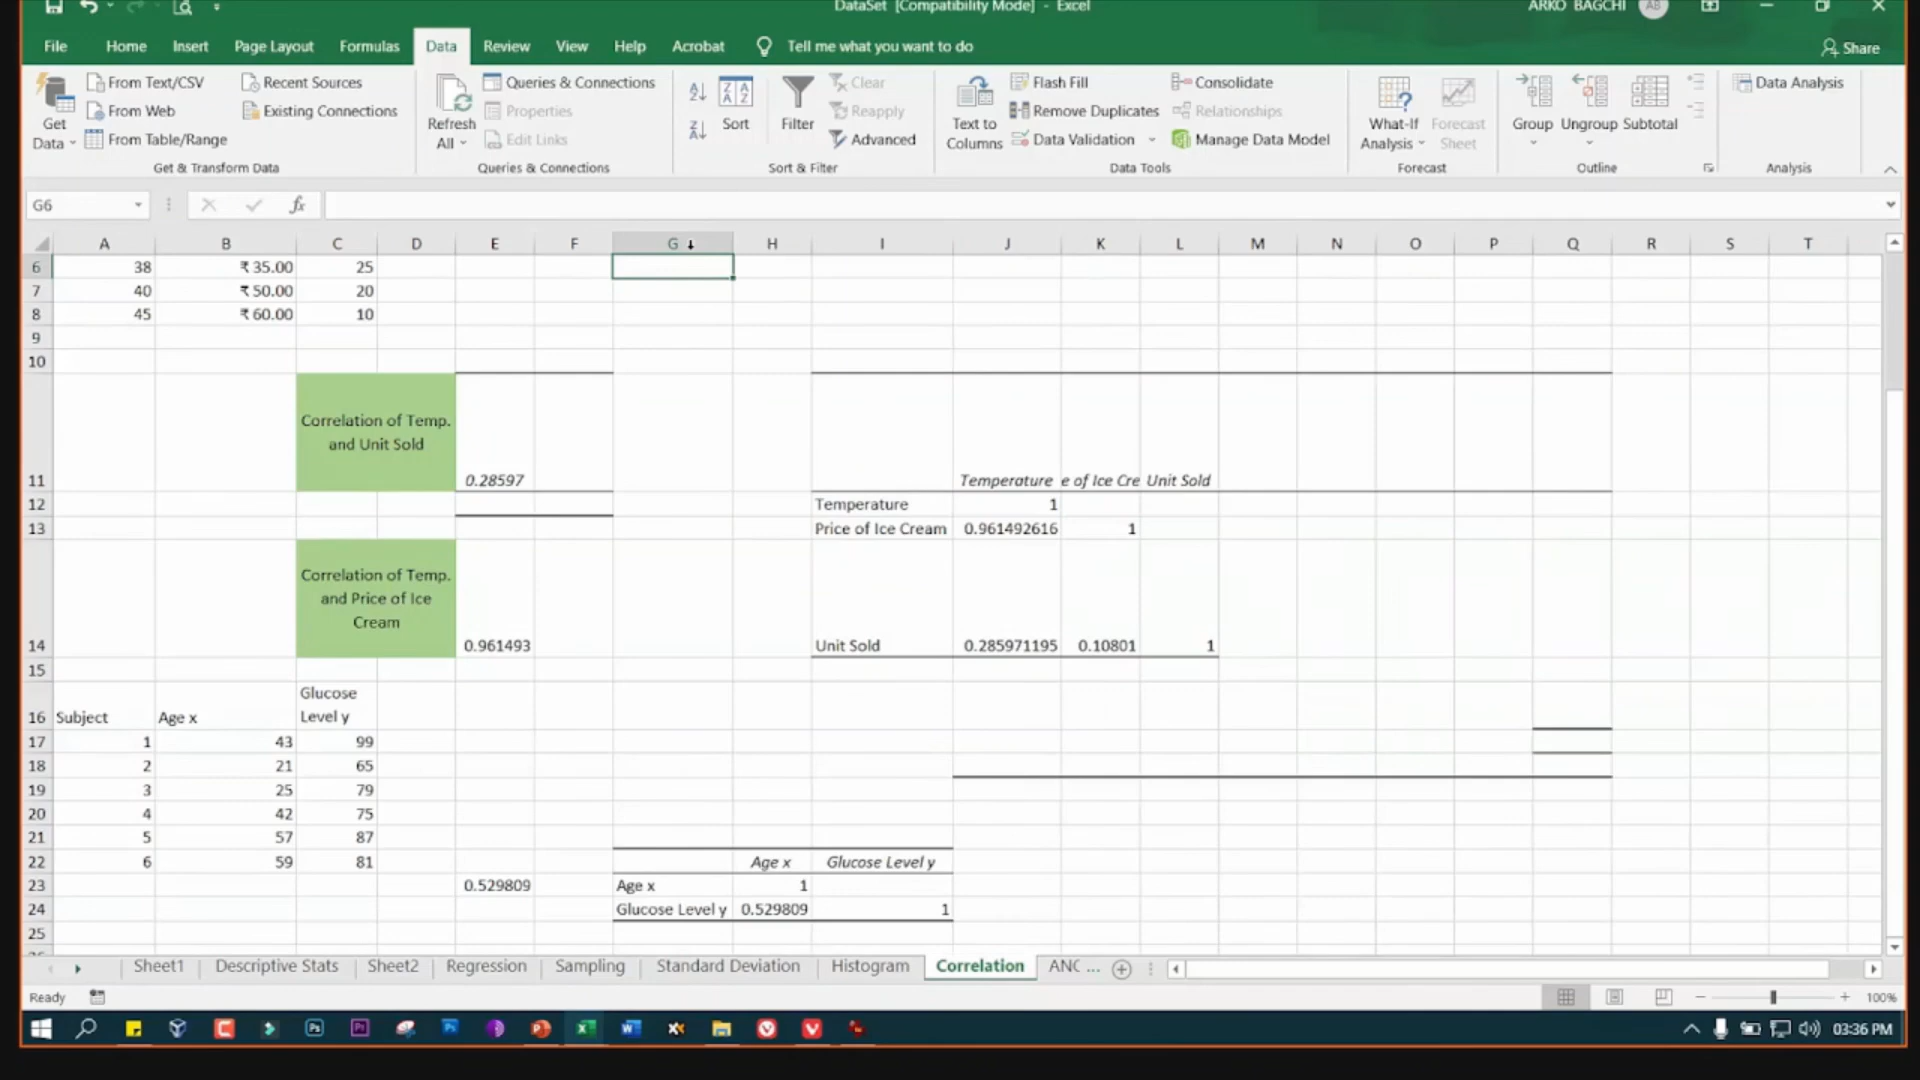 DataSet [Compatibility Mode] - Excel
ARKO BAGCHI AB
File Home Insert Page Layout Formulas Data Review View Help Acrobat Tell me what you want to do Share
Get Data
From Text/CSV
From Web
From Table/Range
Recent Sources
Existing Connections
Get & Transform Data
Refresh All
Queries & Connections
Properties
Edit Links
Queries & Connections
Sort
Filter
Clear
Reapply
Advanced
Sort & Filter
Text to Columns
Flash Fill
Remove Duplicates
Data Validation
Consolidate
Relationships
Manage Data Model
Data Tools
What-If Analysis
Forecast Sheet
Forecast
Group
Ungroup
Subtotal
Outline
Data Analysis
Analysis
G6 fx
A B C D E F G H I J K L M N O P Q R S T
6 38 ₹ 35.00 25
7 40 ₹ 50.00 20
8 45 ₹ 60.00 10
9
10
Correlation of Temp.
and Unit Sold
11 0.28597 Temperature e of Ice Cre Unit Sold
12 Temperature 1
13 Price of Ice Cream 0.961492616 1
Correlation of Temp.
and Price of Ice
Cream
14 0.961493 Unit Sold 0.285971195 0.10801 1
15
Glucose
16 Subject Age x Level y
17 1 43 99
18 2 21 65
19 3 25 79
20 4 42 75
21 5 57 87
22 6 59 81 Age x Glucose Level y
23 0.529809 Age x 1
24 Glucose Level y 0.529809 1
25
Sheet1 Descriptive Stats Sheet2 Regression Sampling Standard Deviation Histogram Correlation ANC ...
Ready 100%
03:36 PM